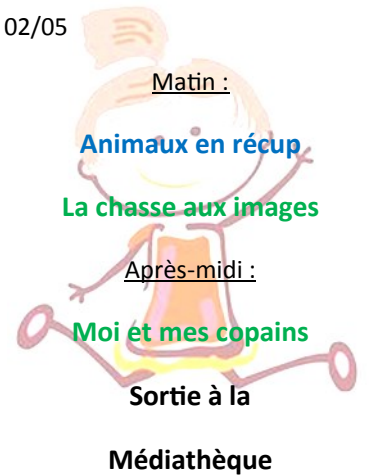 02/05
Matin :
Animaux en récup
La chasse aux images
Après-midi :
Moi et mes copains
Sortie à la
Médiathèque